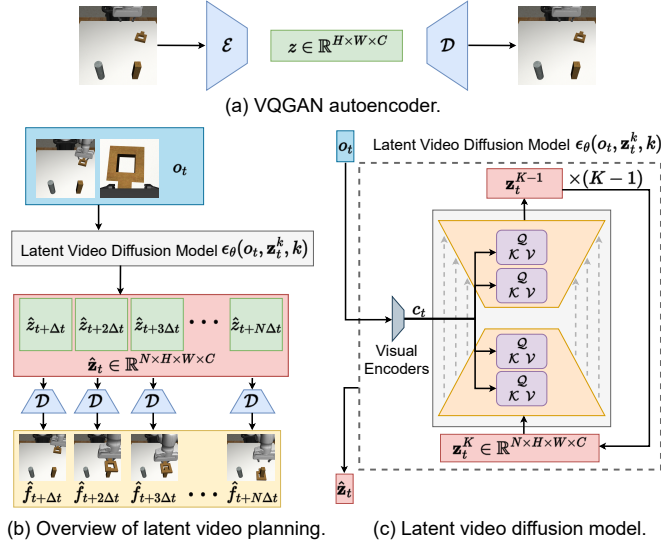 ℰ
z ∈ ℝ^{H×W×C}
𝒟
(a) VQGAN autoencoder.
o_t
Latent Video Diffusion Model ϵ_θ(o_t, z_t^k, k)
ẑ_{t+Δt} ẑ_{t+2Δt} ẑ_{t+3Δt} ··· ẑ_{t+NΔt}
ẑ_t ∈ ℝ^{N×H×W×C}
𝒟 𝒟 𝒟 𝒟
f̂_{t+Δt} f̂_{t+2Δt} f̂_{t+3Δt} ··· f̂_{t+NΔt}
(b) Overview of latent video planning.
o_t
Latent Video Diffusion Model ϵ_θ(o_t, z_t^k, k)
z_t^{K-1}
×(K − 1)
𝒬
𝒦 𝒱
𝒬
𝒦 𝒱
c_t
Visual
Encoders
𝒬
𝒦 𝒱
𝒬
𝒦 𝒱
z_t^K ∈ ℝ^{N×H×W×C}
ẑ_t
(c) Latent video diffusion model.